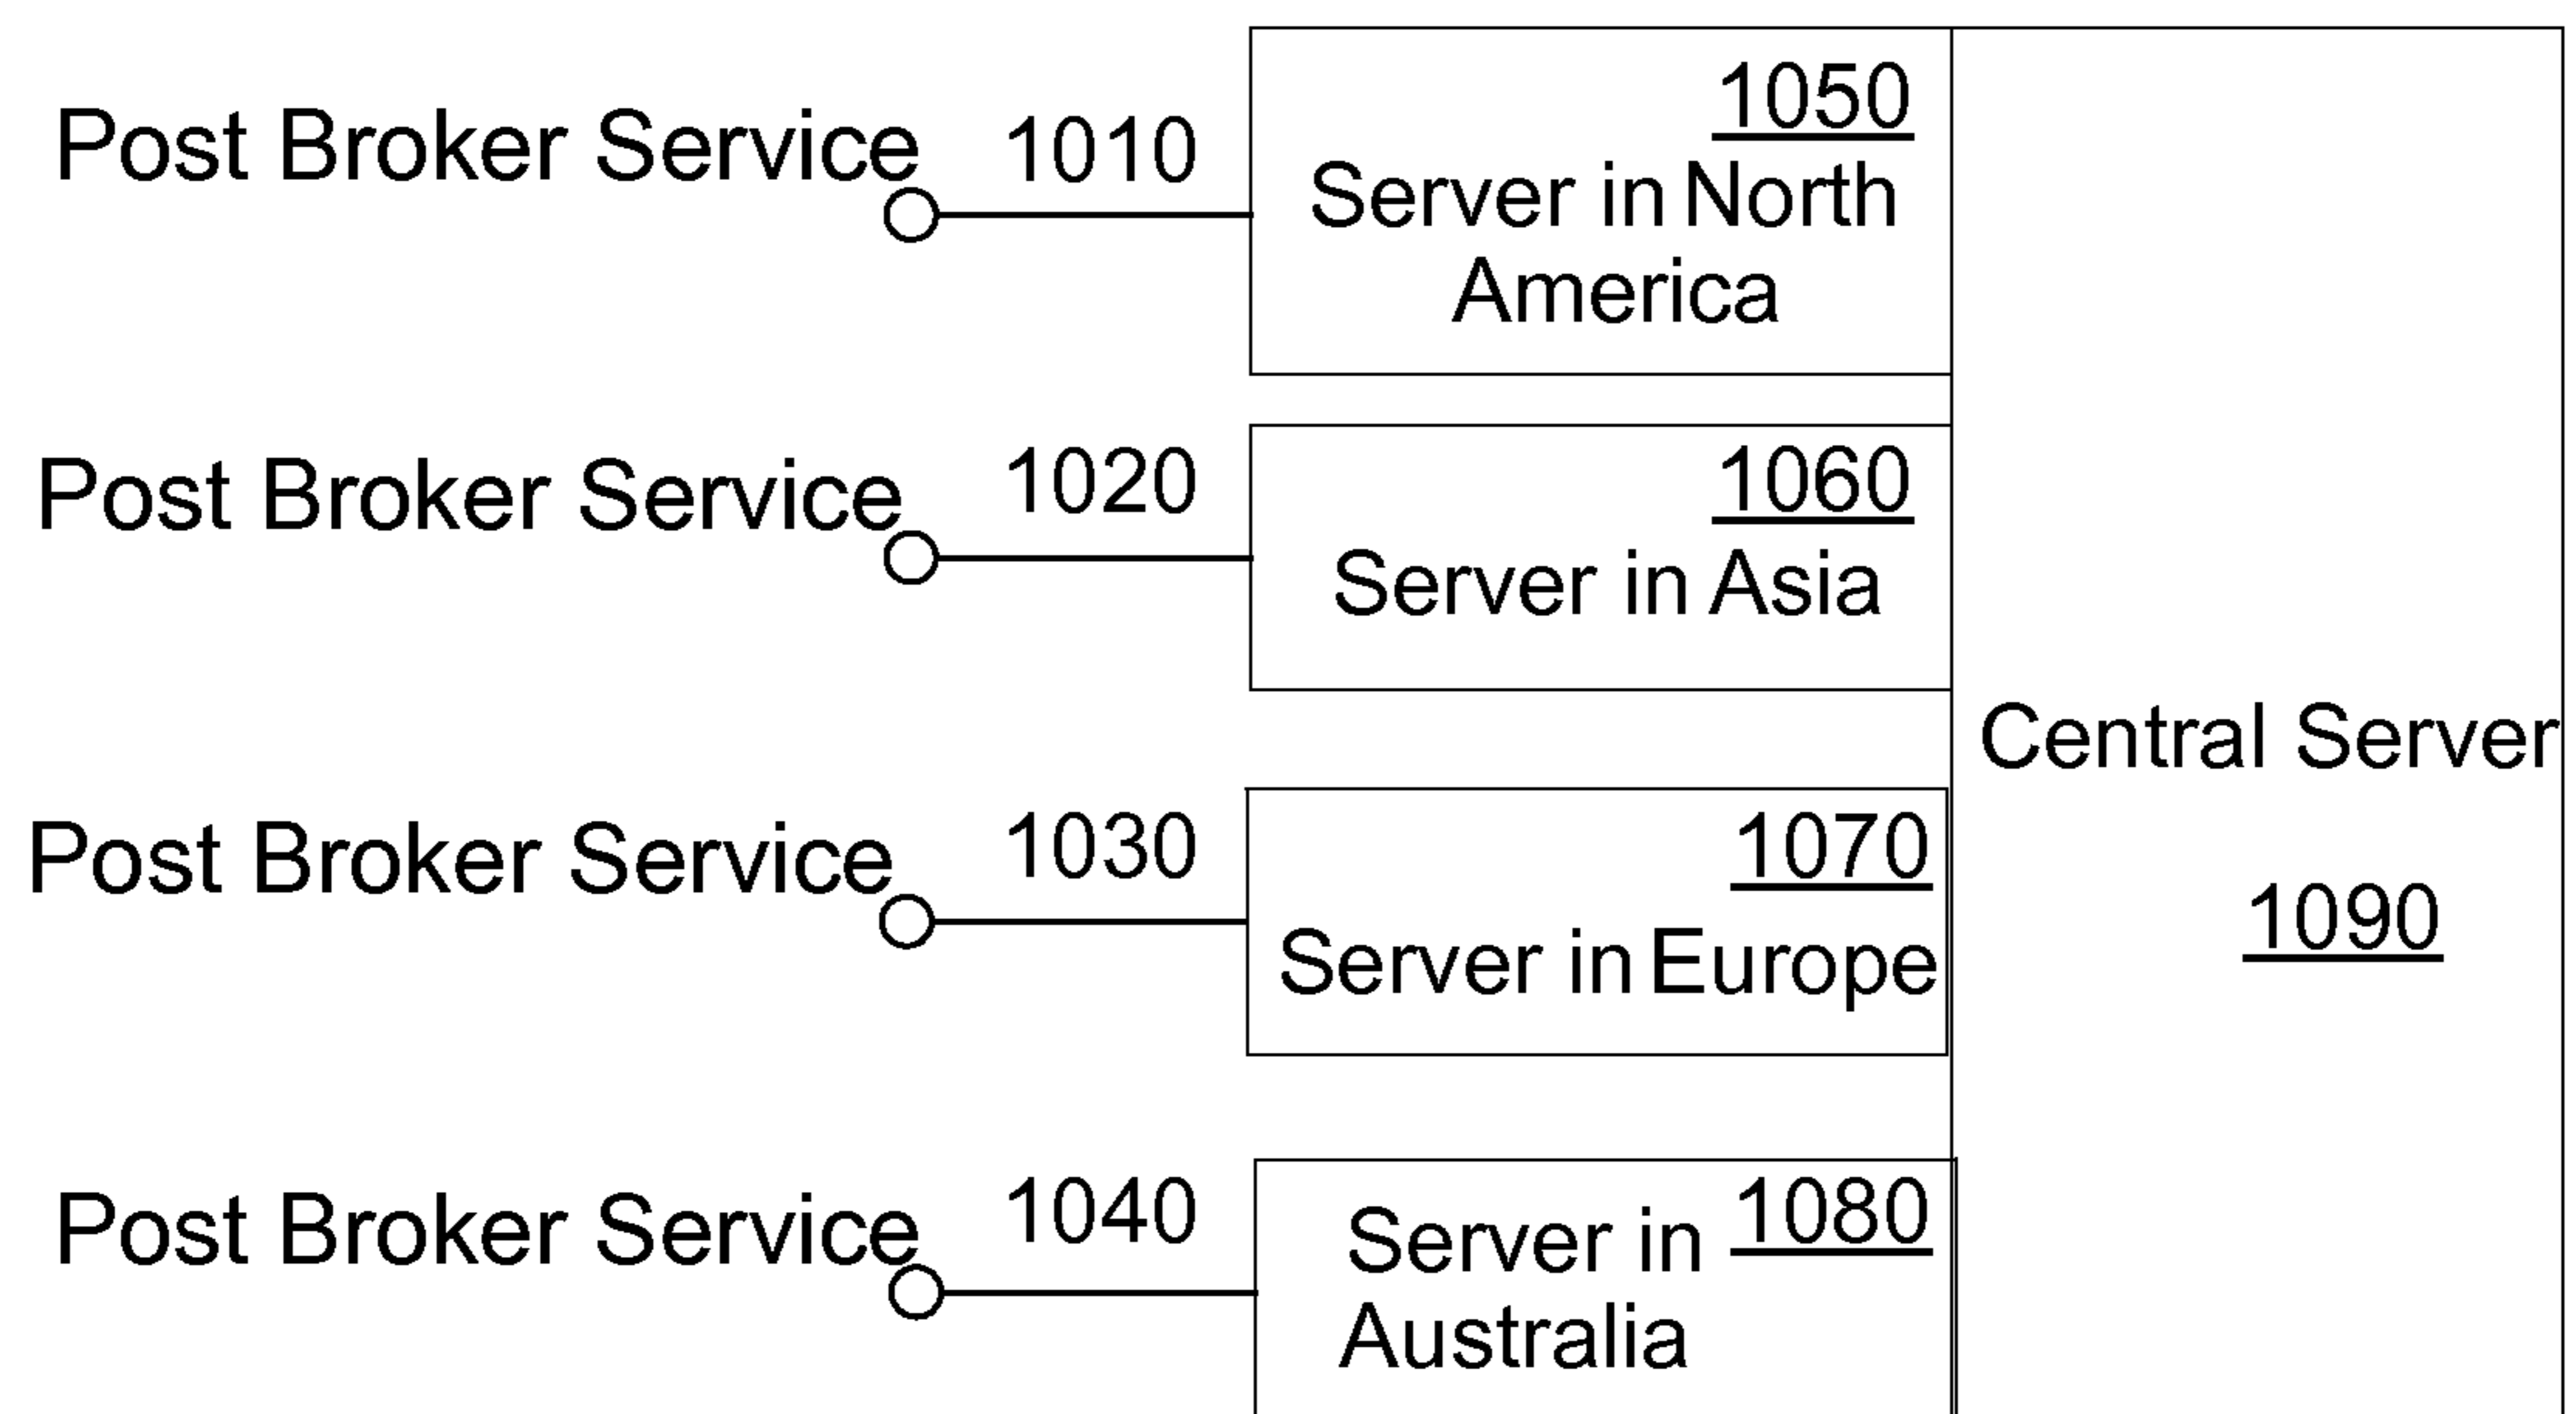 Post Broker Service
1010
1050
Server in North
America
Post Broker Service
1020
1060
Server in Asia
Central Server
1090
Post Broker Service
1030
1070
Server in Europe
Post Broker Service
1040
1080
Server in
Australia